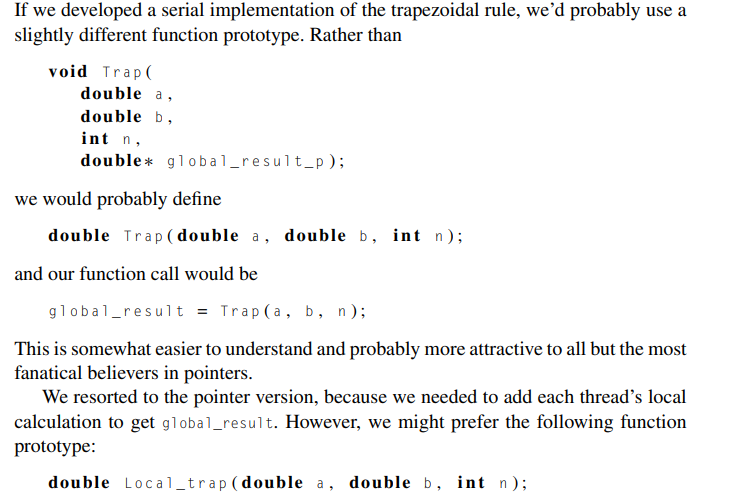 If we developed a serial implementation of the trapezoidal rule, we’d probably use a
slightly different function prototype. Rather than
void Trap(
double a,
double b,
int n,
double* global_result_p);
we would probably define
double Trap(double a, double b, int n);
and our function call would be
global_result = Trap(a, b, n);
This is somewhat easier to understand and probably more attractive to all but the most
fanatical believers in pointers.
We resorted to the pointer version, because we needed to add each thread’s local
calculation to get global_result. However, we might prefer the following function
prototype:
double Local_trap(double a, double b, int n);